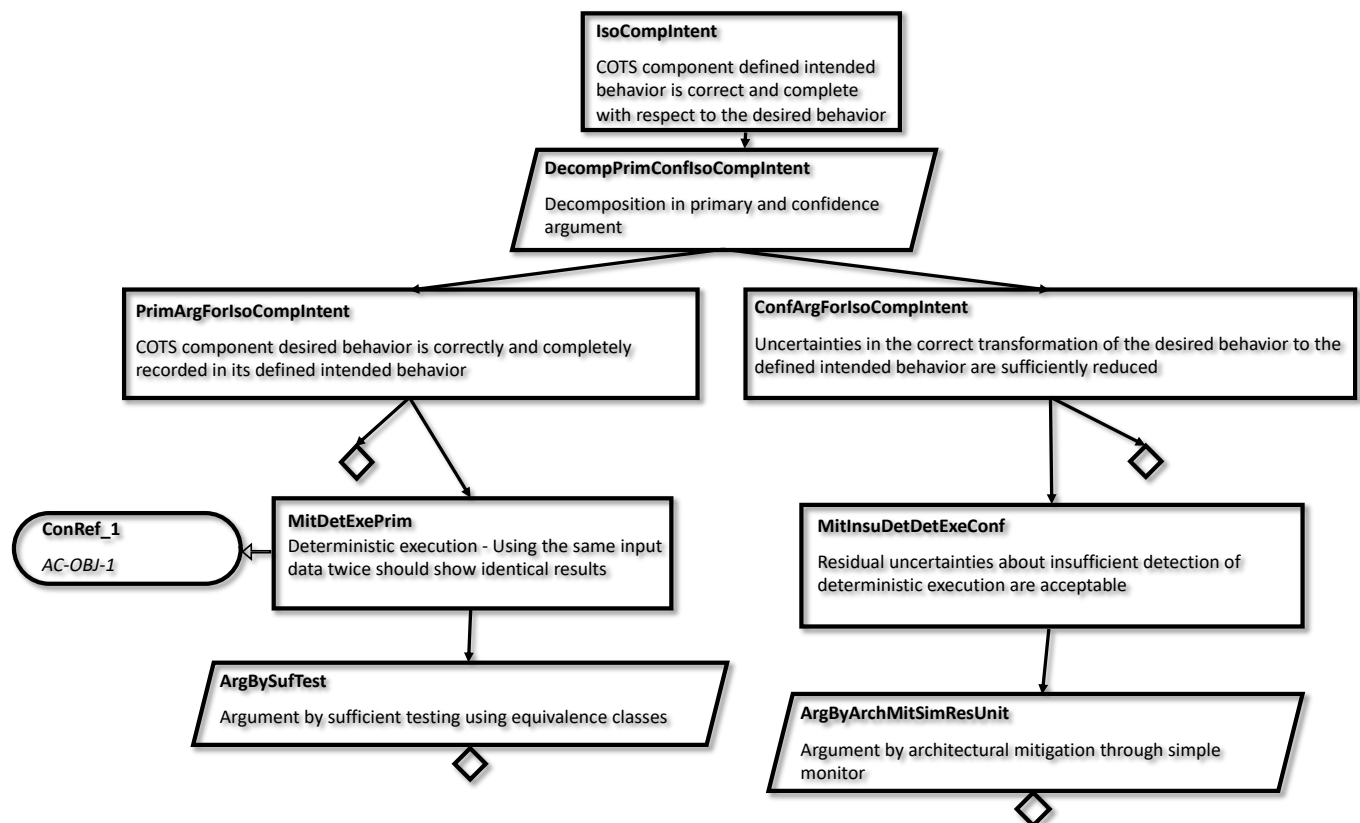 IsoCompIntent
COTS component defined intended
behavior is correct and complete
with respect to the desired behavior
DecompPrimConfIsoCompIntent
Decomposition in primary and confidence
argument
PrimArgForIsoCompIntent
COTS component desired behavior is correctly and completely
recorded in its defined intended behavior
ConfArgForIsoCompIntent
Uncertainties in the correct transformation of the desired behavior to the
defined intended behavior are sufficiently reduced
ConRef_1
AC-OBJ-1
MitDetExePrim
Deterministic execution - Using the same input
data twice should show identical results
MitInsuDetDetExeConf
Residual uncertainties about insufficient detection of
deterministic execution are acceptable
ArgBySufTest
Argument by sufficient testing using equivalence classes
ArgByArchMitSimResUnit
Argument by architectural mitigation through simple
monitor